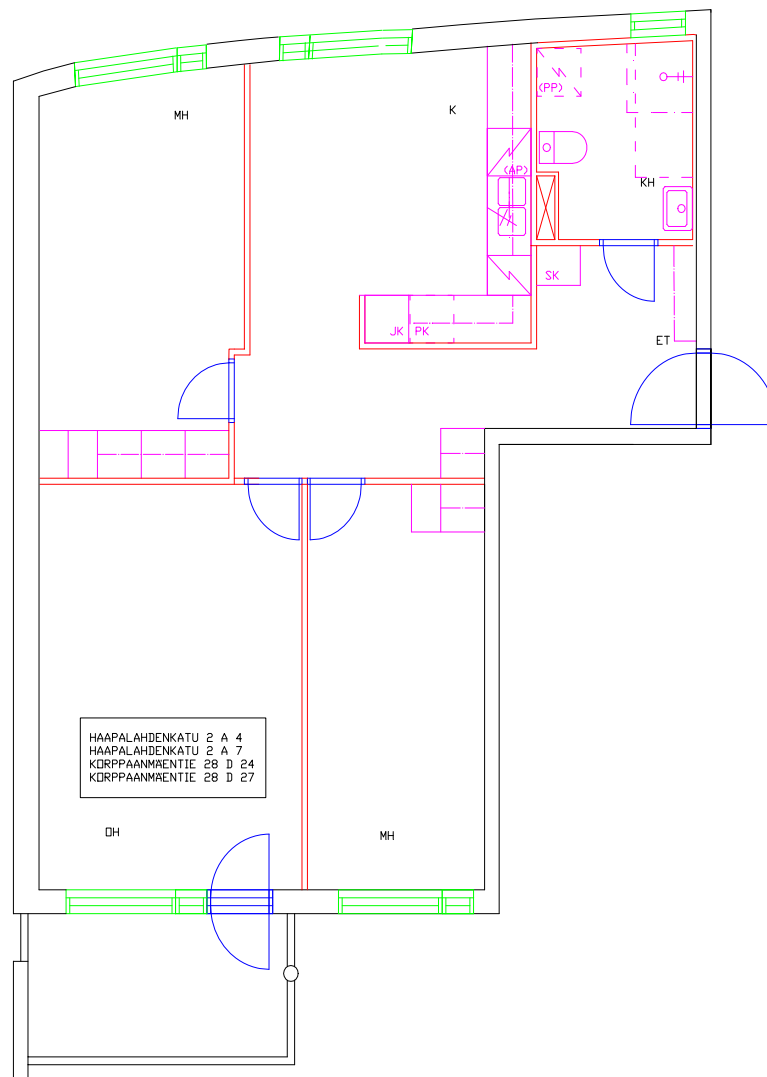 MH
K
(PP)
(AP)
KH
SK
JK PK
ET
HAAPALAHDENKATU 2 A 4
HAAPALAHDENKATU 2 A 7
KORPPAANMÄENTIE 28 D 24
KORPPAANMÄENTIE 28 D 27
OH
MH